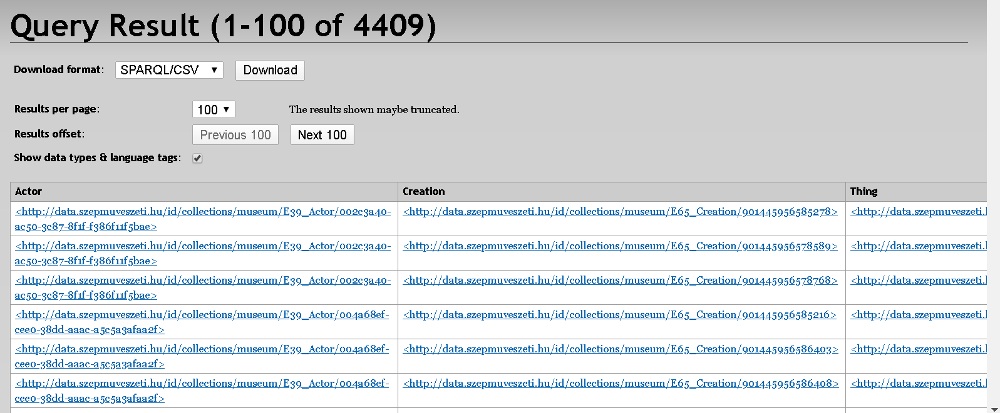 Query Result (1-100 of 4409)
Download format: SPARQL/CSV Download
Results per page: 100 The results shown maybe truncated.
Results offset: Previous 100 Next 100
Show data types & language tags:
Actor Creation Thing
<http://data.szepmuveszeti.hu/id/collections/museum/E39_Actor/002c3a40- <http://data.szepmuveszeti.hu/id/collections/museum/E65_Creation/901445956585278> <http://data.szepmuveszeti.
ac50-3c87-8f1f-f386f11f5bae>
<http://data.szepmuveszeti.hu/id/collections/museum/E39_Actor/002c3a40- <http://data.szepmuveszeti.hu/id/collections/museum/E65_Creation/901445956578589> <http://data.szepmuveszeti.
ac50-3c87-8f1f-f386f11f5bae>
<http://data.szepmuveszeti.hu/id/collections/museum/E39_Actor/002c3a40- <http://data.szepmuveszeti.hu/id/collections/museum/E65_Creation/901445956578768> <http://data.szepmuveszeti.
ac50-3c87-8f1f-f386f11f5bae>
<http://data.szepmuveszeti.hu/id/collections/museum/E39_Actor/004a68ef- <http://data.szepmuveszeti.hu/id/collections/museum/E65_Creation/901445956585216> <http://data.szepmuveszeti.
cee0-38dd-aaac-a5c5a3afaa2f>
<http://data.szepmuveszeti.hu/id/collections/museum/E39_Actor/004a68ef- <http://data.szepmuveszeti.hu/id/collections/museum/E65_Creation/901445956586403> <http://data.szepmuveszeti.
cee0-38dd-aaac-a5c5a3afaa2f>
<http://data.szepmuveszeti.hu/id/collections/museum/E39_Actor/004a68ef- <http://data.szepmuveszeti.hu/id/collections/museum/E65_Creation/901445956586408> <http://data.szepmuveszeti.
cee0-38dd-aaac-a5c5a3afaa2f>